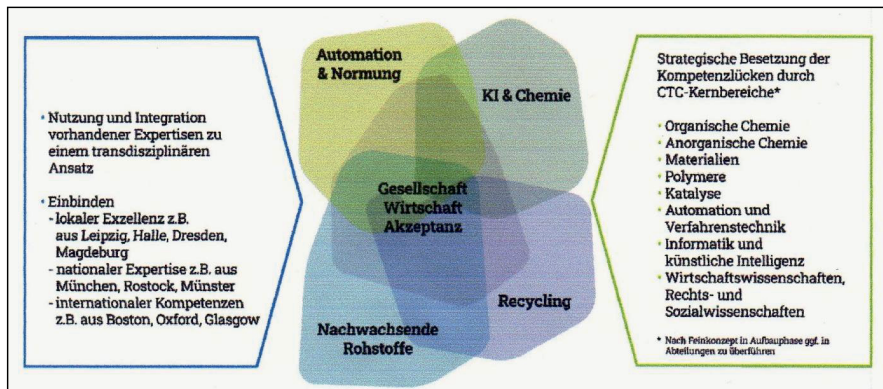 • Nutzung und Integration
vorhandener Expertisen zu
einem transdisziplinären
Ansatz
• Einbinden
- lokaler Exzellenz z.B.
aus Leipzig, Halle, Dresden,
Magdeburg
- nationaler Expertise z.B. aus
München, Rostock, Münster
- internationaler Kompetenzen
z.B. aus Boston, Oxford, Glasgow
Automation
& Normung
KI & Chemie
Gesellschaft
Wirtschaft
Akzeptanz
Recycling
Nachwachsende
Rohstoffe
Strategische Besetzung der
Kompetenzlücken durch
CTC-Kernbereiche*
• Organische Chemie
• Anorganische Chemie
• Materialien
• Polymere
• Katalyse
• Automation und
Verfahrenstechnik
• Informatik und
künstliche Intelligenz
• Wirtschaftswissenschaften,
Rechts- und
Sozialwissenschaften
* Nach Feinkonzept in Aufbauphase ggf. in
Abteilungen zu überführen